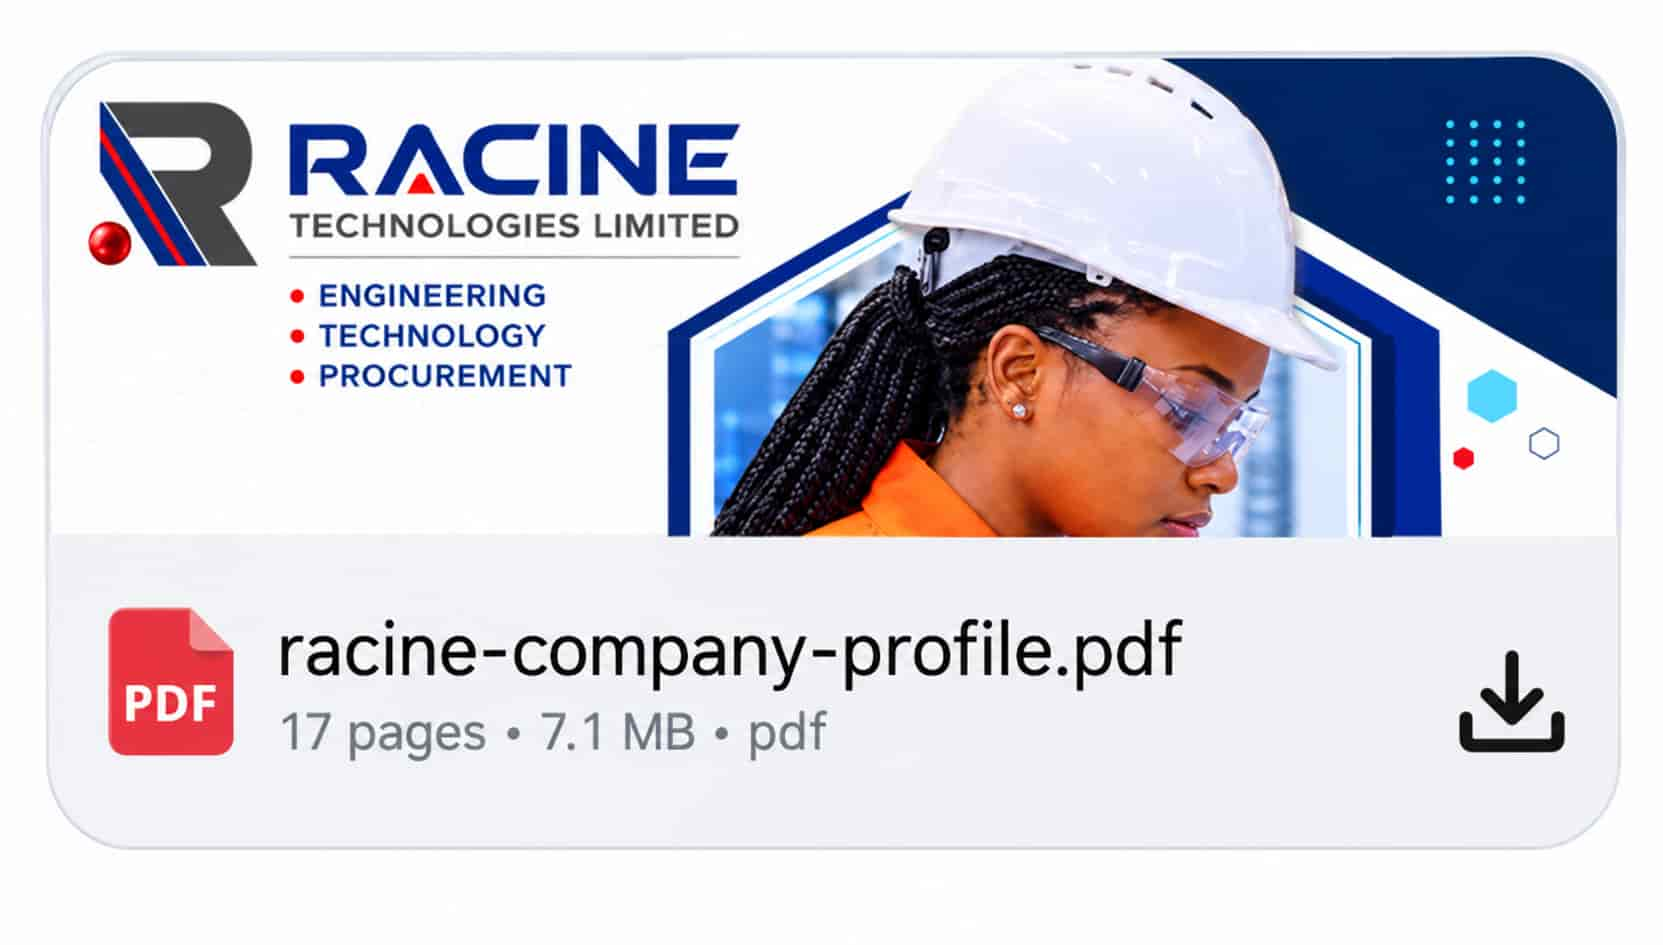 RACINE
TECHNOLOGIES LIMITED
• ENGINEERING
• TECHNOLOGY
• PROCUREMENT
PDF
racine-company-profile.pdf
17 pages • 7.1 MB • pdf